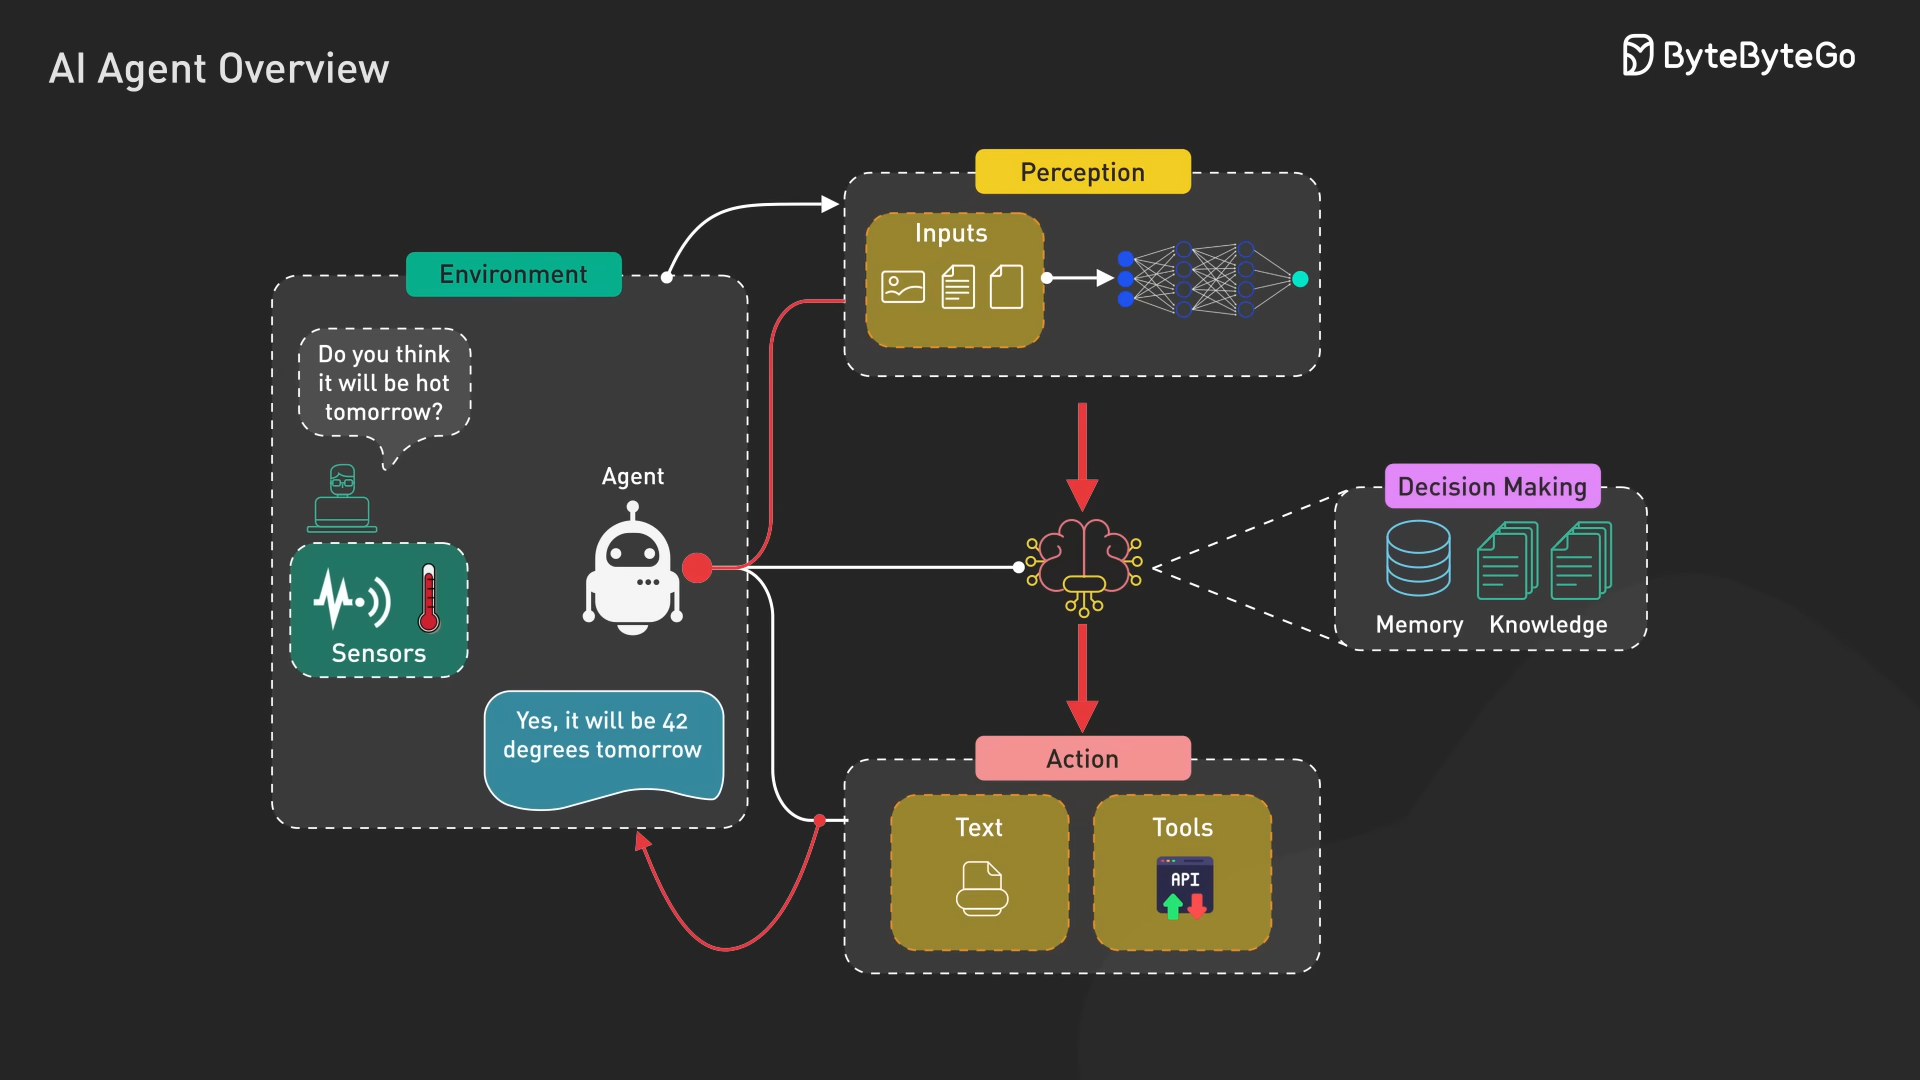 AI Agent Overview
ByteByteGo
Perception
Inputs
Environment
Do you think
it will be hot
tomorrow?
Agent
Sensors
Yes, it will be 42
degrees tomorrow
Decision Making
Memory
Knowledge
Action
Text
Tools
API